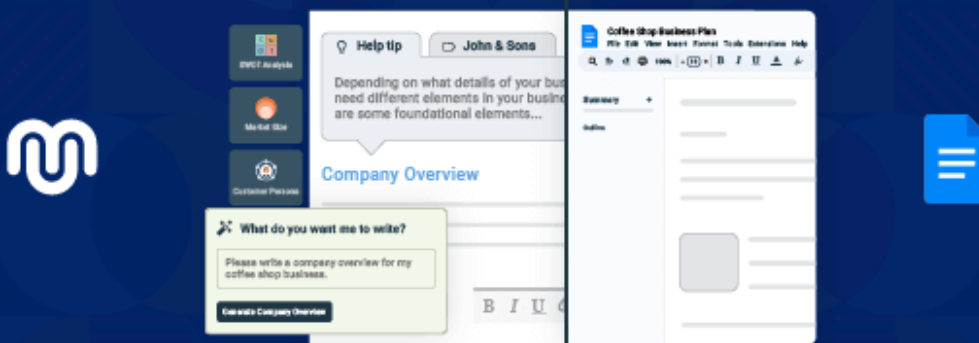 SWOT Analysis
Market Size
Customer Persona
Help tip
John & Sons
Depending on what details of your bus
need different elements in your busine
are some foundational elements...
Company Overview
What do you want me to write?
Please write a company overview for my
coffee shop business.
Generate Company Overview
B I U
Coffee Shop Business Plan
File Edit View Insert Format Tools Extensions Help
100% - 11 + B I U A
Summary +
Outline